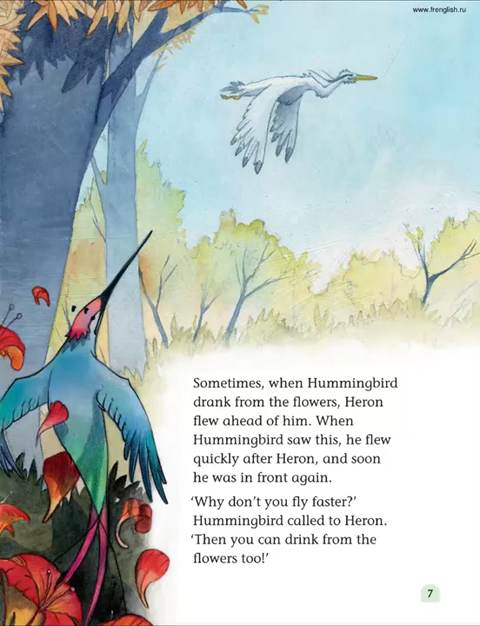 www.frenglish.ru
Sometimes, when Hummingbird
drank from the flowers, Heron
flew ahead of him. When
Hummingbird saw this, he flew
quickly after Heron, and soon
he was in front again.
‘Why don’t you fly faster?’
Hummingbird called to Heron.
‘Then you can drink from the
flowers too!’
7